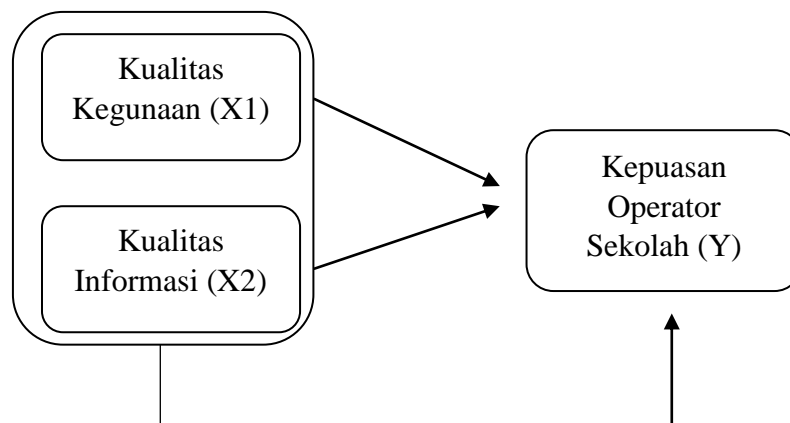 Kualitas
Kegunaan (X1)
Kualitas
Informasi (X2)
Kepuasan
Operator
Sekolah (Y)